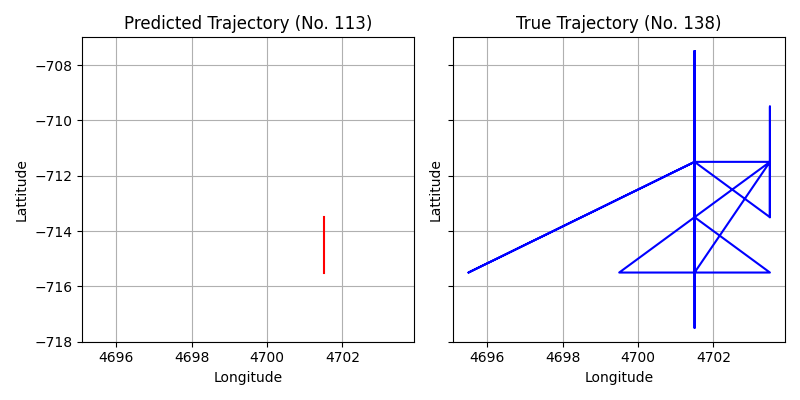 Predicted Trajectory (No. 113)
True Trajectory (No. 138)
Lattitude
−708
−710
−712
−714
−716
−718
4696 4698 4700 4702
Longitude
Lattitude
4696 4698 4700 4702
Longitude